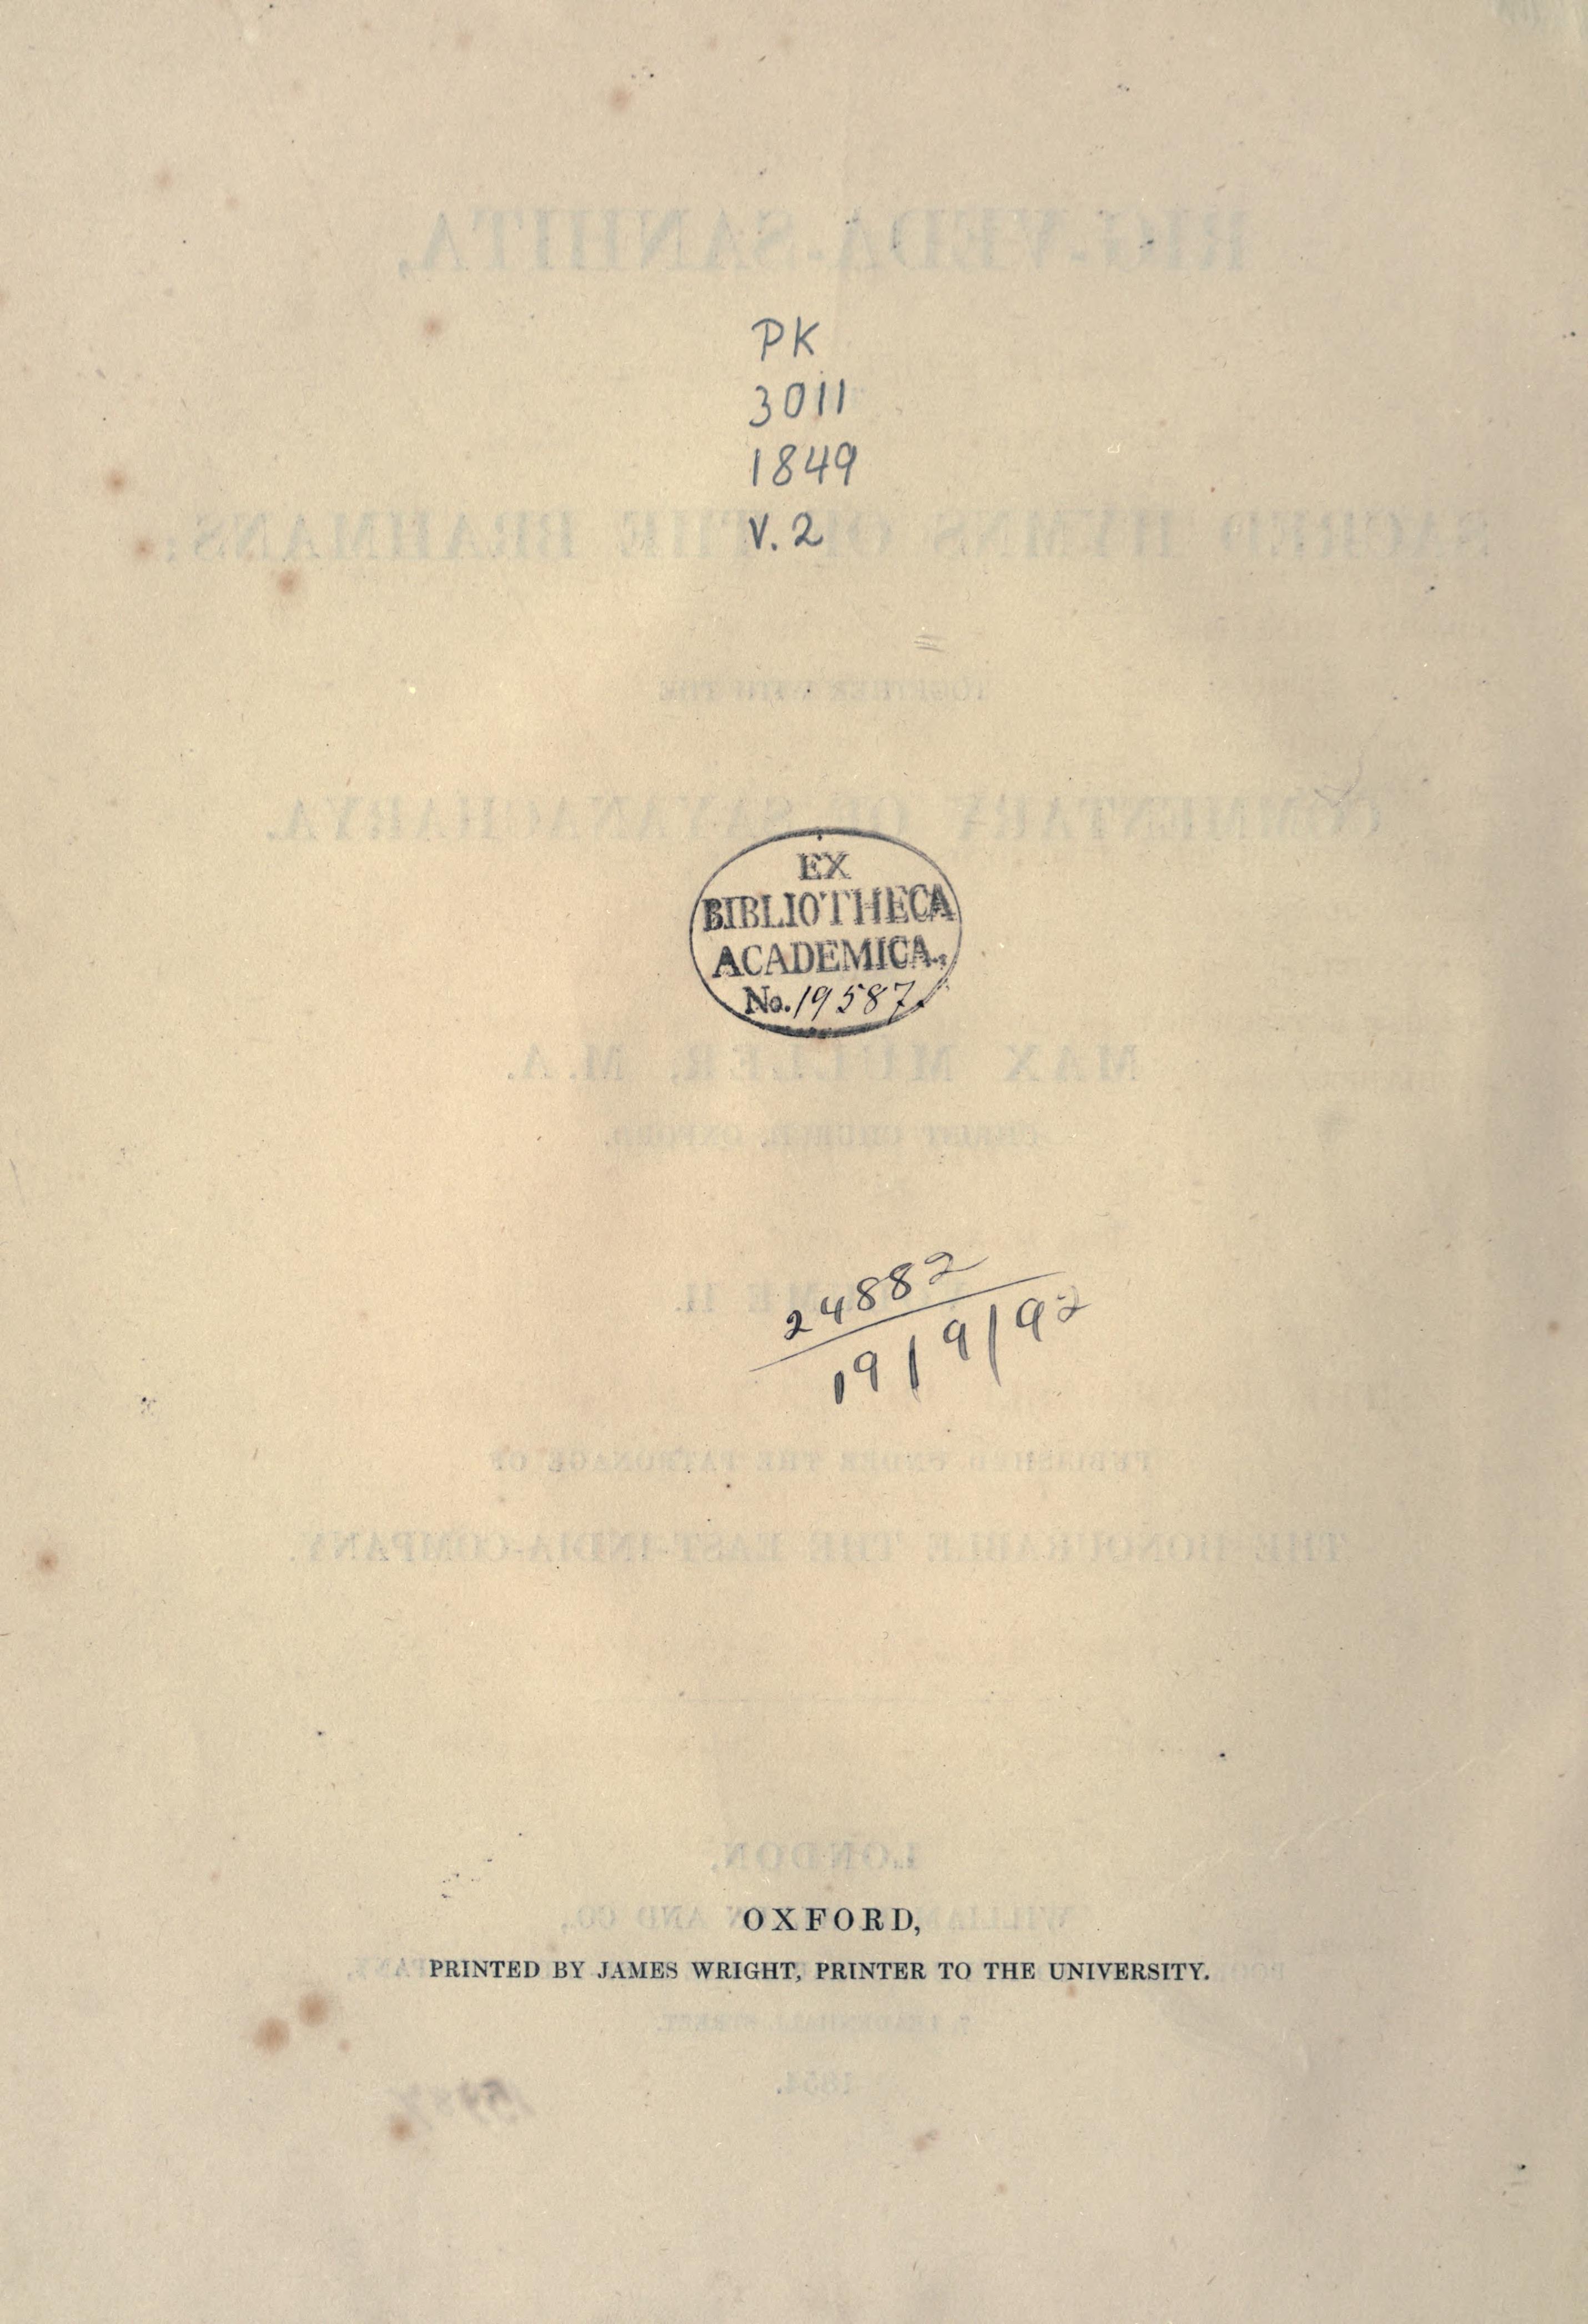 PK
3011
1849
V. 2
EX
BIBLIOTHECA
ACADEMICA.,
No. 19587
24882
19/9/92
OXFORD,
PRINTED BY JAMES WRIGHT, PRINTER TO THE UNIVERSITY.